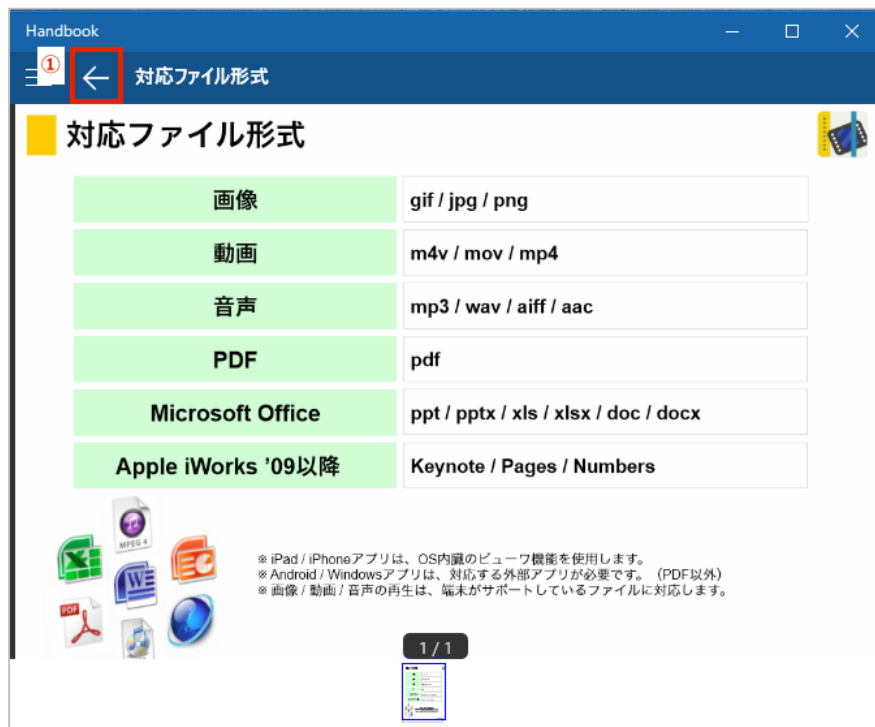 Handbook
①
対応ファイル形式
対応ファイル形式
画像 gif / jpg / png
動画 m4v / mov / mp4
音声 mp3 / wav / aiff / aac
PDF pdf
Microsoft Office ppt / pptx / xls / xlsx / doc / docx
Apple iWorks '09以降 Keynote / Pages / Numbers
MPEG 4
PDF
※ iPad / iPhoneアプリは、OS内臓のビューワ機能を使用します。
※ Android / Windowsアプリは、対応する外部アプリが必要です。（PDF以外）
※ 画像 / 動画 / 音声の再生は、端末がサポートしているファイルに対応します。
1 / 1